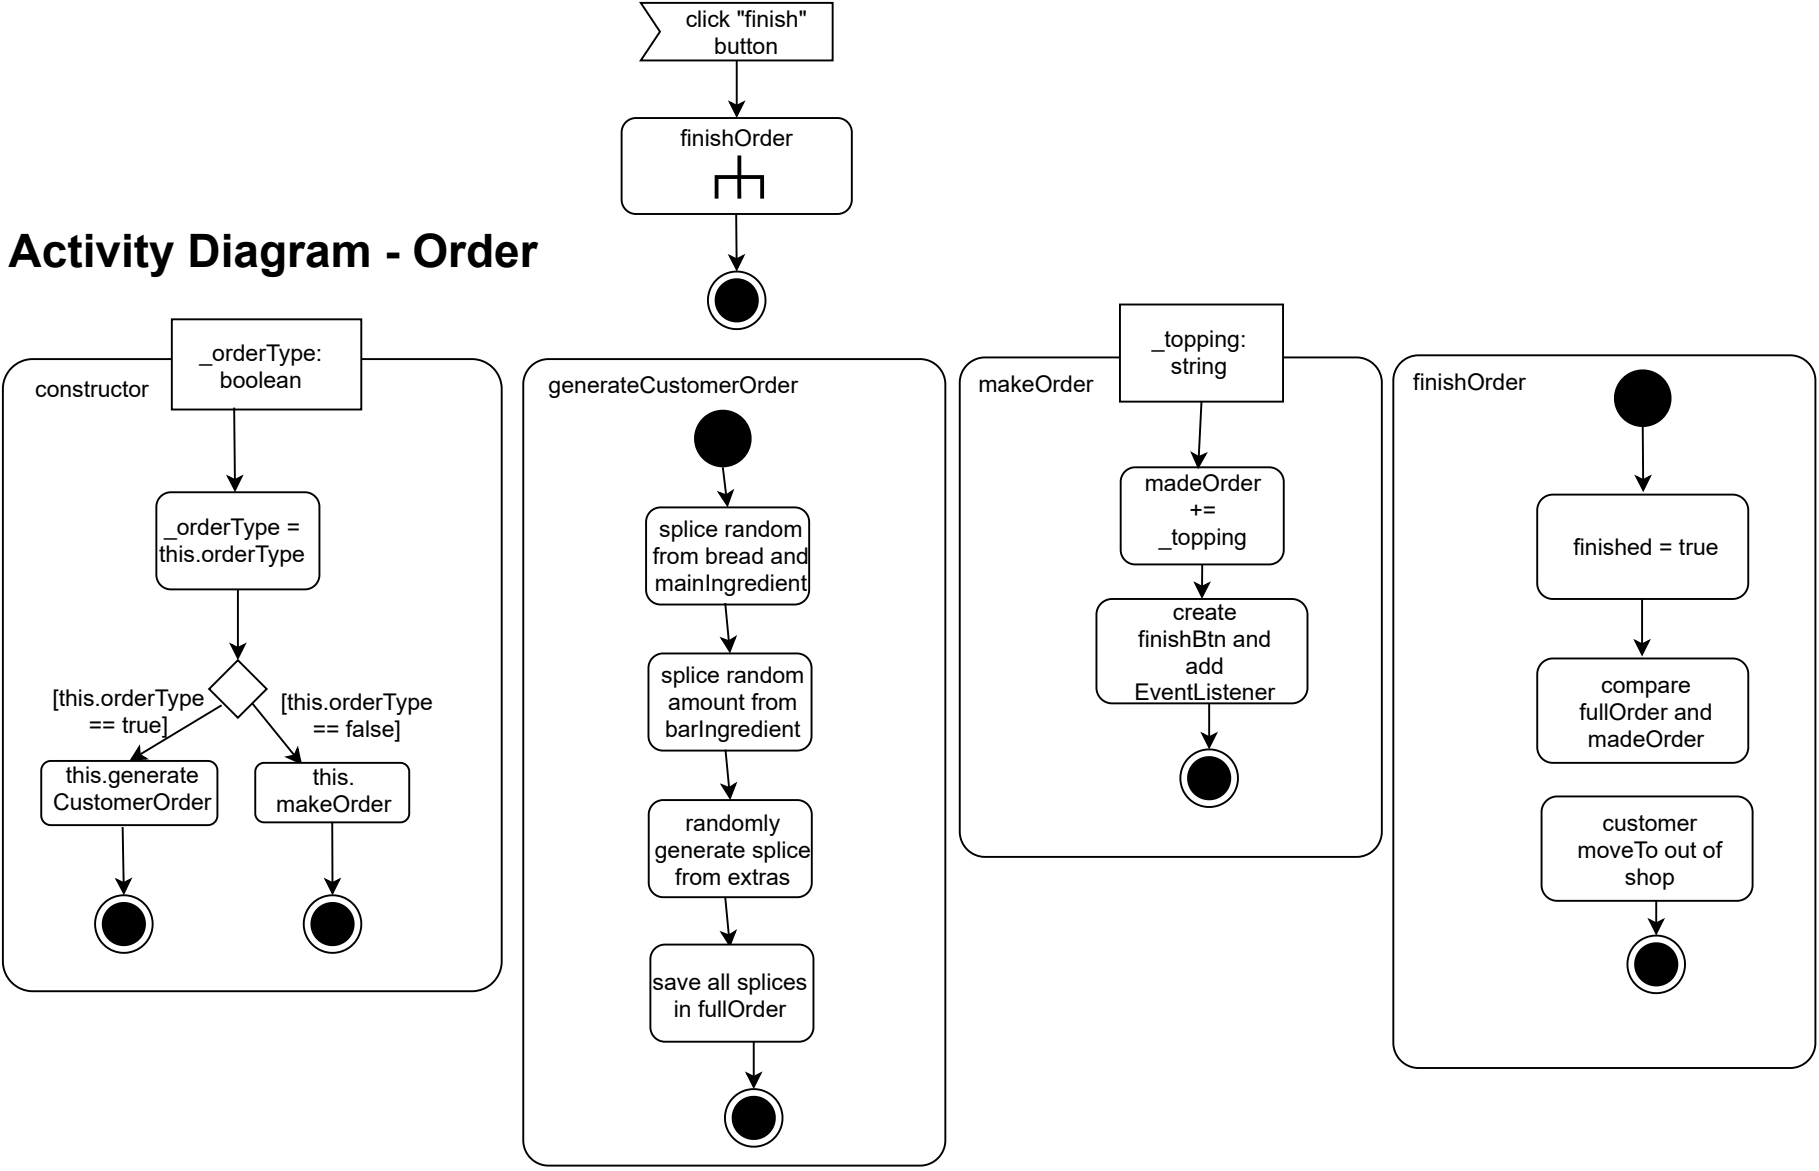 click "finish"
button
finishOrder
Activity Diagram - Order
_orderType:
boolean
constructor
_orderType =
this.orderType
[this.orderType
== true]
[this.orderType
== false]
this.generate
CustomerOrder
this.
makeOrder
generateCustomerOrder
splice random
from bread and
mainIngredient
splice random
amount from
barIngredient
randomly
generate splice
from extras
save all splices
in fullOrder
_topping:
string
makeOrder
madeOrder
+=
_topping
create
finishBtn and
add
EventListener
finishOrder
finished = true
compare
fullOrder and
madeOrder
customer
moveTo out of
shop